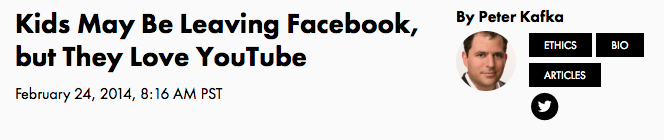 Kids May Be Leaving Facebook,
but They Love YouTube
February 24, 2014, 8:16 AM PST
By Peter Kafka
ETHICS
BIO
ARTICLES